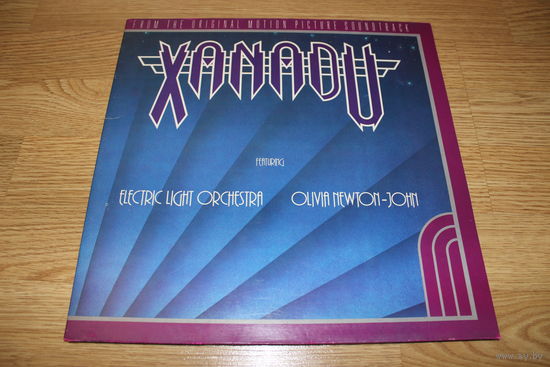 FROM THE ORIGINAL MOTION PICTURE SOUNDTRACK
XANADU
FEATURING
ELECTRIC LIGHT ORCHESTRA OLIVIA NEWTON-JOHN